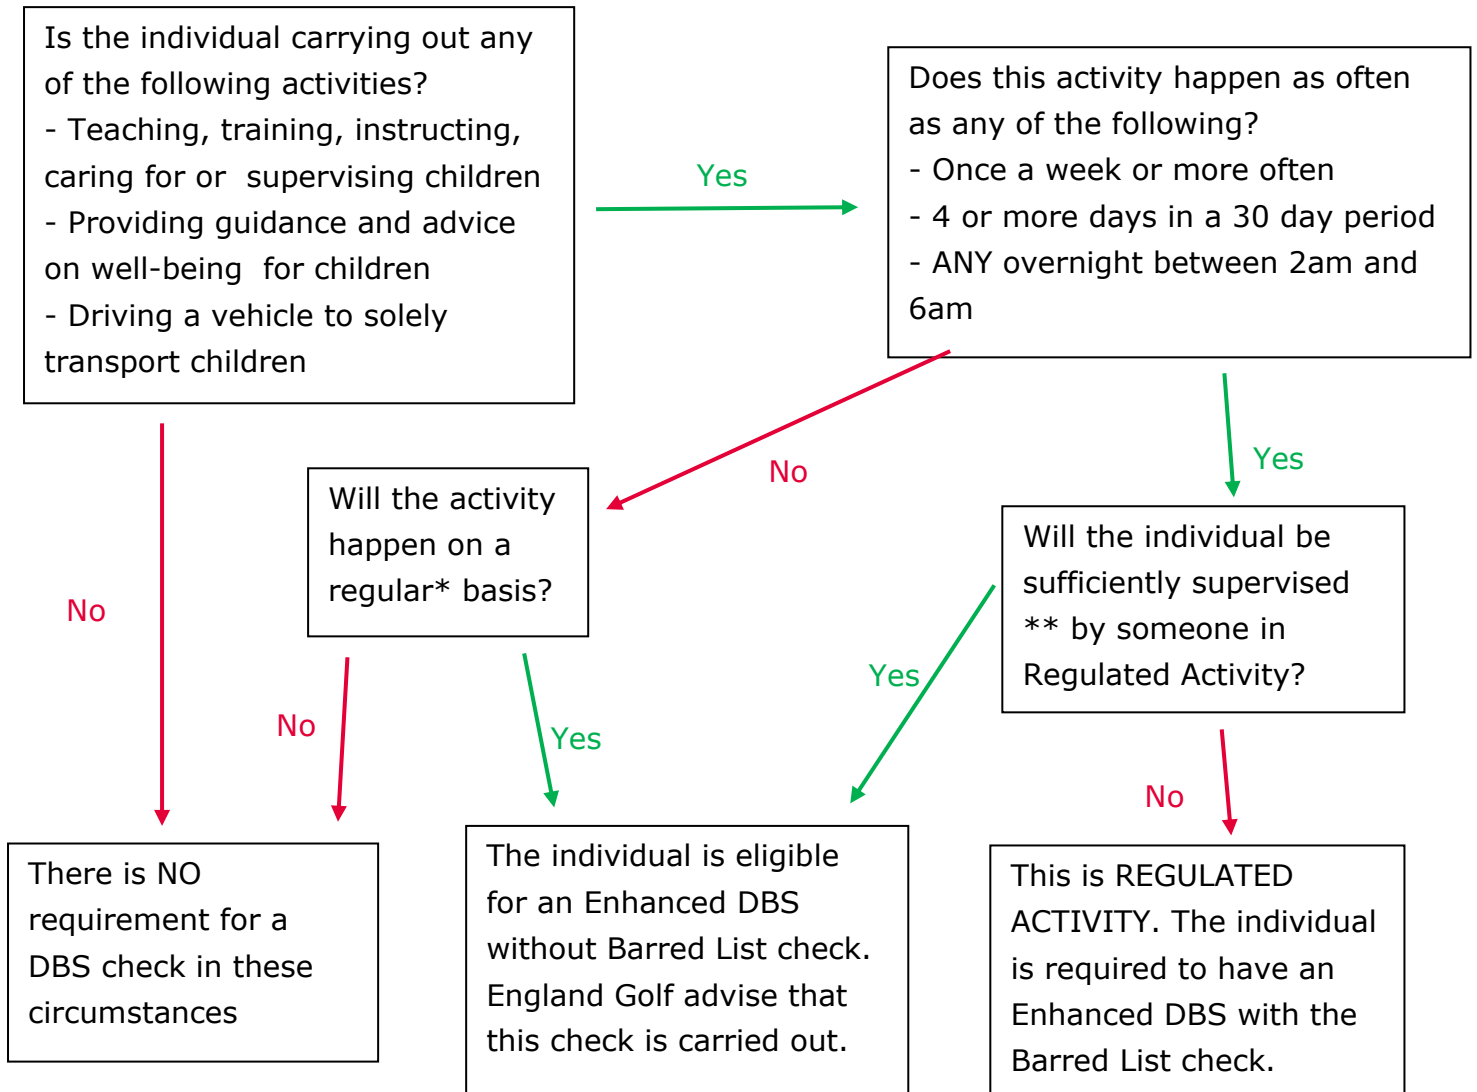 Is the individual carrying out any
of the following activities?
- Teaching, training, instructing,
caring for or  supervising children
- Providing guidance and advice
on well-being  for children
- Driving a vehicle to solely
transport children
Yes
Does this activity happen as often
as any of the following?
- Once a week or more often
- 4 or more days in a 30 day period
- ANY overnight between 2am and
6am
No
No
Yes
Will the activity
happen on a
regular* basis?
Will the individual be
sufficiently supervised
** by someone in
Regulated Activity?
No
Yes
Yes
No
There is NO
requirement for a
DBS check in these
circumstances
The individual is eligible
for an Enhanced DBS
without Barred List check.
England Golf advise that
this check is carried out.
This is REGULATED
ACTIVITY. The individual
is required to have an
Enhanced DBS with the
Barred List check.